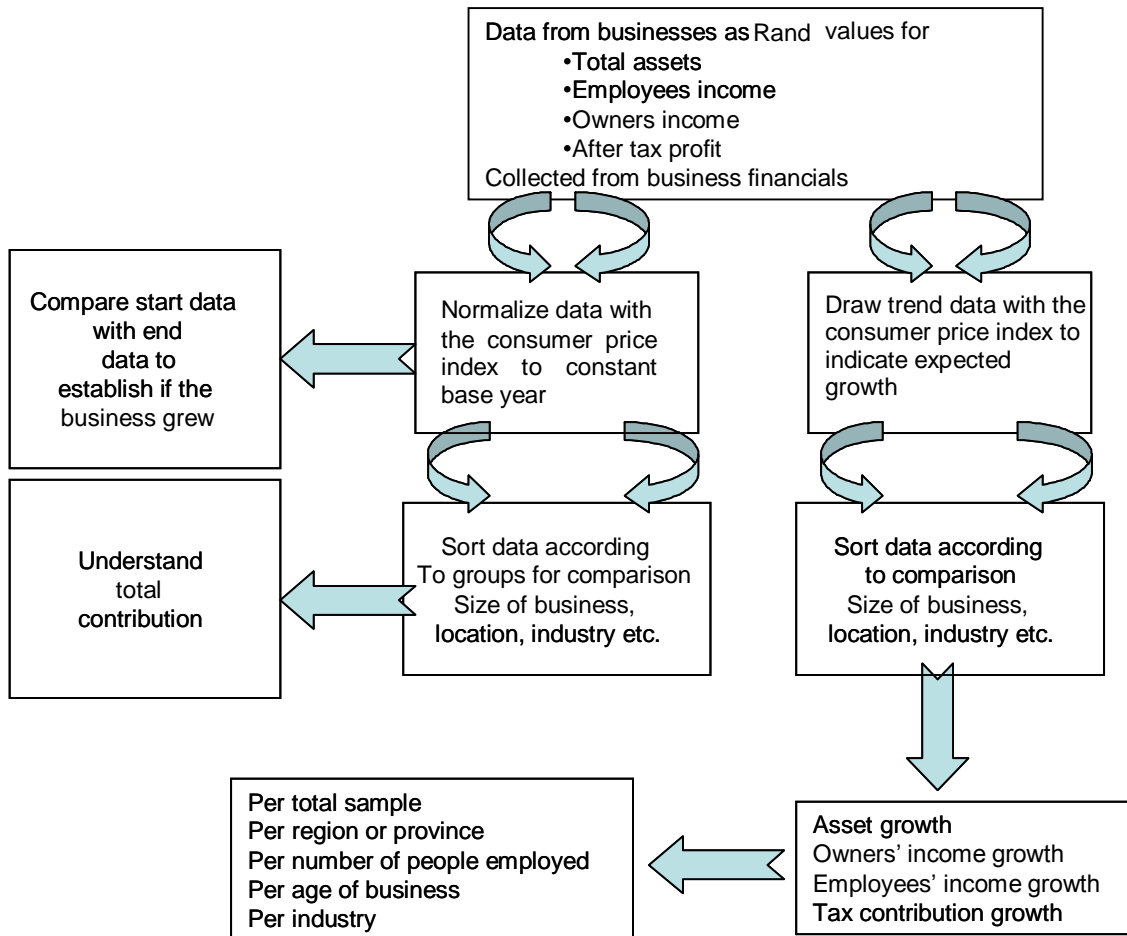 Data from businesses as Rand values for
•Total assets
•Employees income
•Owners income
•After tax profit
Collected from business financials
Compare start data
with end
data to
establish if the
business grew
Normalize data with
the consumer price
index to constant
base year
Draw trend data with the
consumer price index to
indicate expected
growth
Understand
total
contribution
Sort data according
To groups for comparison
Size of business,
location, industry etc.
Sort data according
to comparison
Size of business,
location, industry etc.
Per total sample
Per region or province
Per number of people employed
Per age of business
Per industry
Asset growth
Owners’ income growth
Employees’ income growth
Tax contribution growth